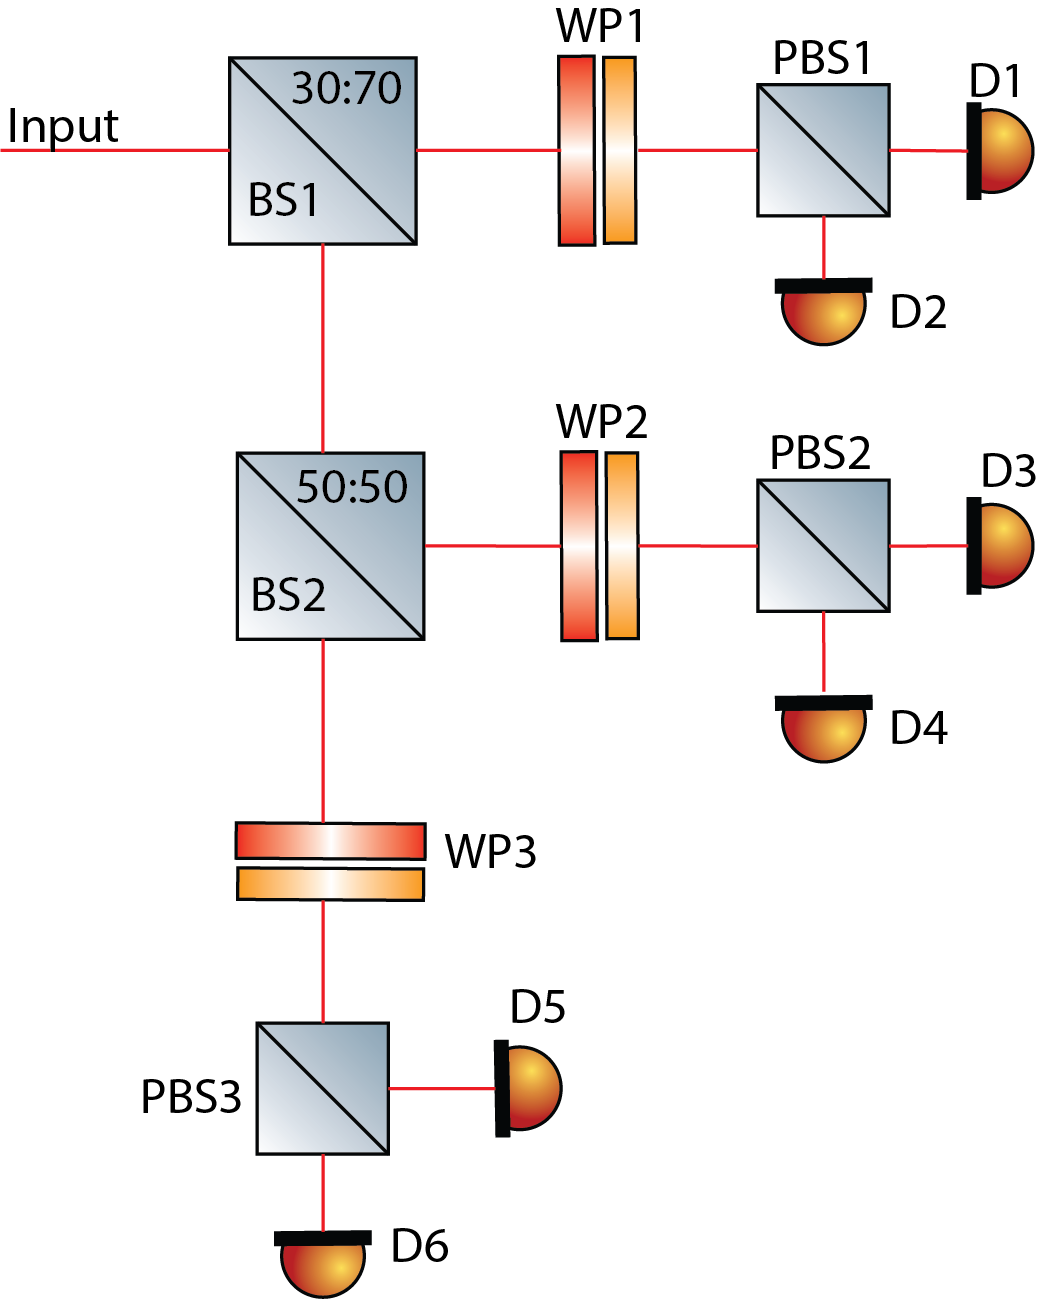 WP1
PBS1
D1
30:70
Input
BS1
D2
WP2
PBS2
D3
50:50
BS2
D4
WP3
D5
PBS3
D6